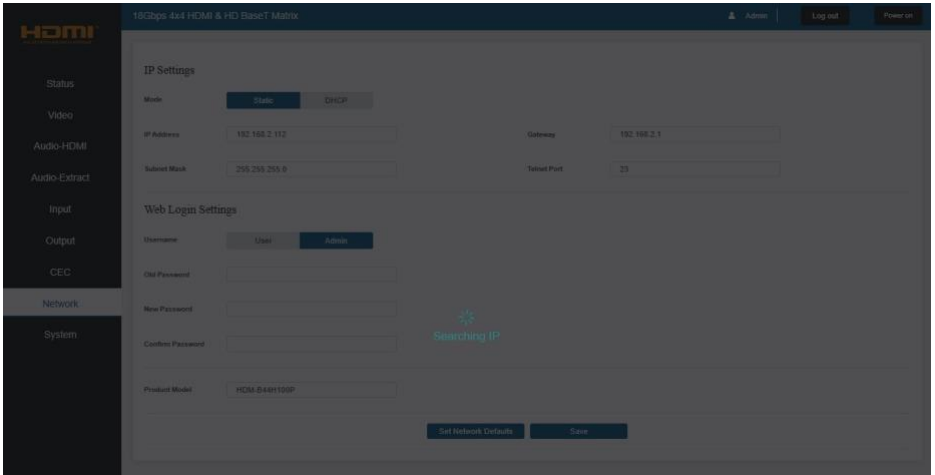 18Gbps 4x4 HDMI & HD BaseT Matrix
Admin
Log out
Power on
HDMI
Status
Video
Audio-HDMI
Audio-Extract
Input
Output
CEC
Network
System
IP Settings
Mode
Static
DHCP
IP Address
192.168.2.112
Gateway
192.168.2.1
Subnet Mask
255.255.255.0
Telnet Port
23
Web Login Settings
Username
User
Admin
Old Password
New Password
Searching IP
Confirm Password
Product Model
HDM-B44H100P
Set Network Defaults
Save